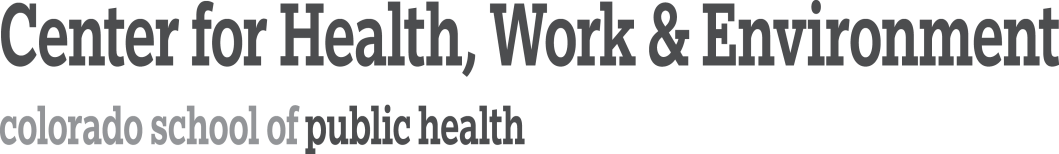 Center for Health, Work & Environment
colorado school of public health